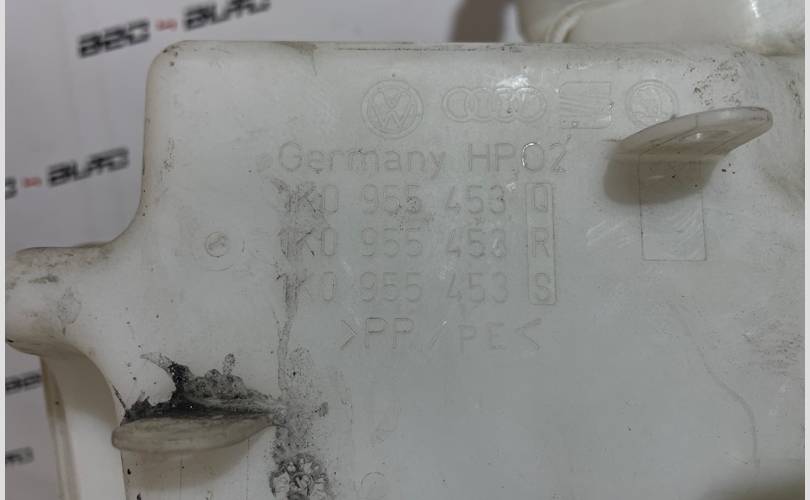 Germany HP02
1K0 955 453 Q
1K0 955 453 R
1K0 955 453 S
>PP/PE<